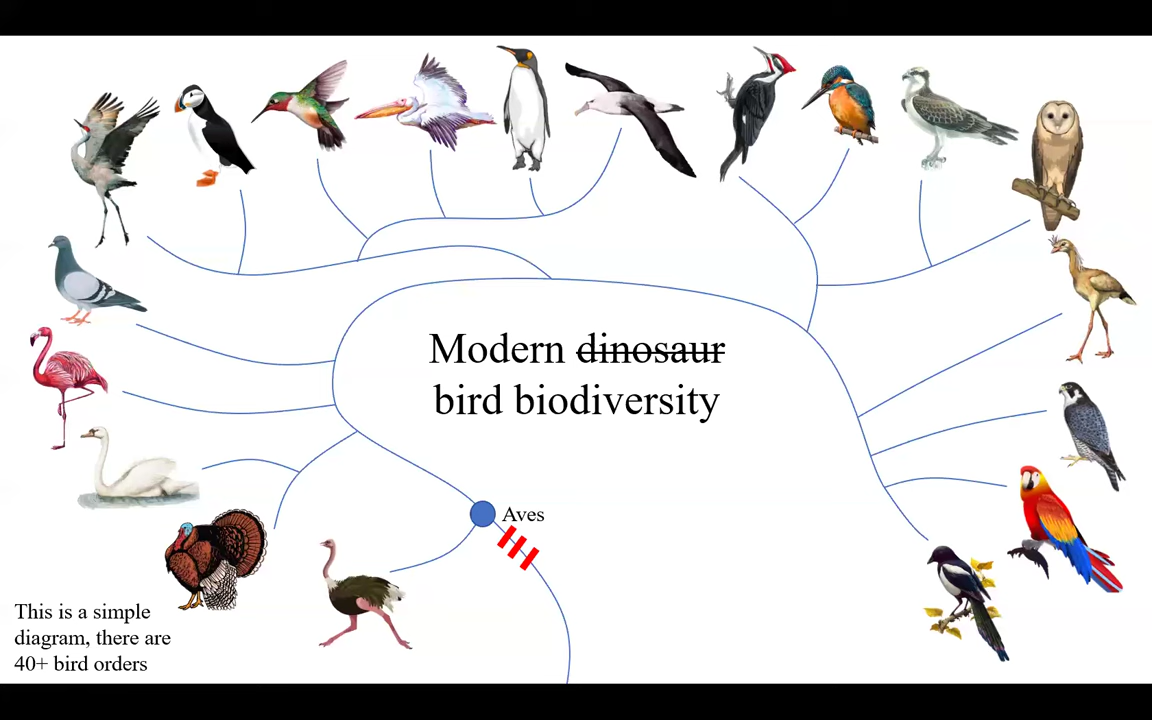 Modern dinosaur
bird biodiversity
Aves
This is a simple
diagram, there are
40+ bird orders